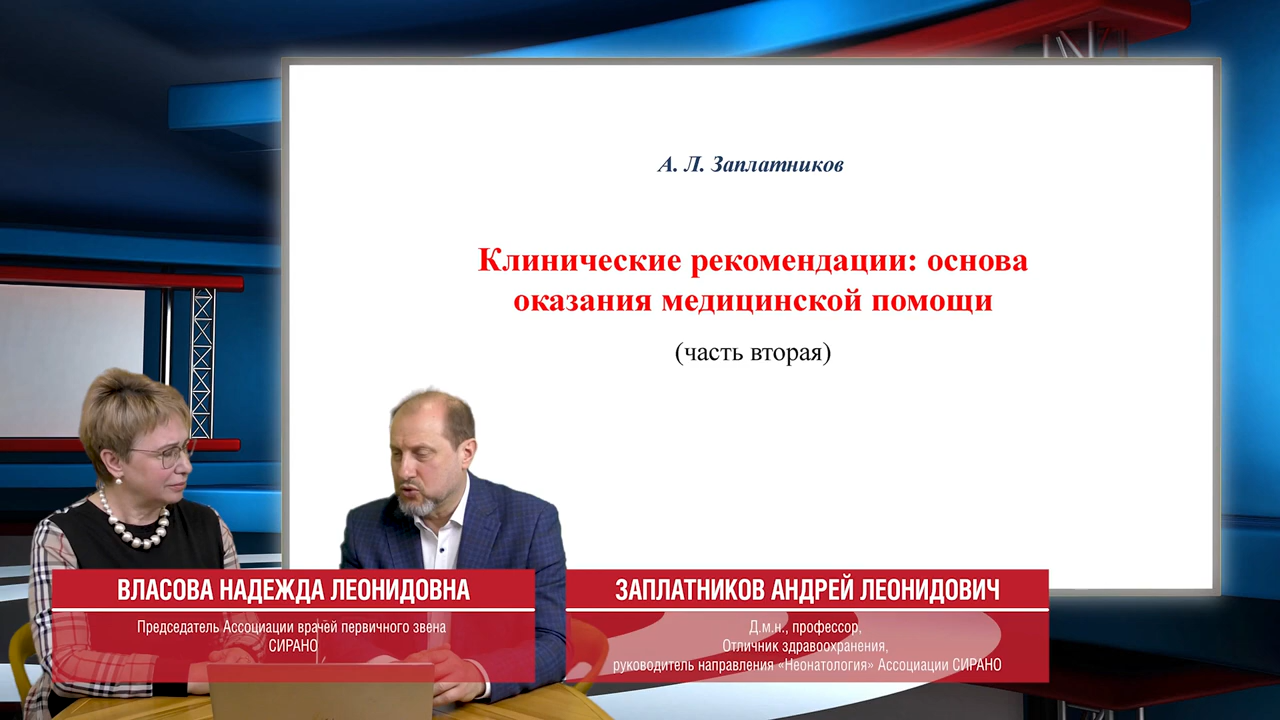 А. Л. Заплатников
Клинические рекомендации: основа
оказания медицинской помощи
(часть вторая)
ВЛАСОВА НАДЕЖДА ЛЕОНИДОВНА
Председатель Ассоциации врачей первичного звена
СИРАНО
ЗАПЛАТНИКОВ АНДРЕЙ ЛЕОНИДОВИЧ
Д.м.н., профессор,
Отличник здравоохранения,
руководитель направления «Неонатология» Ассоциации СИРАНО